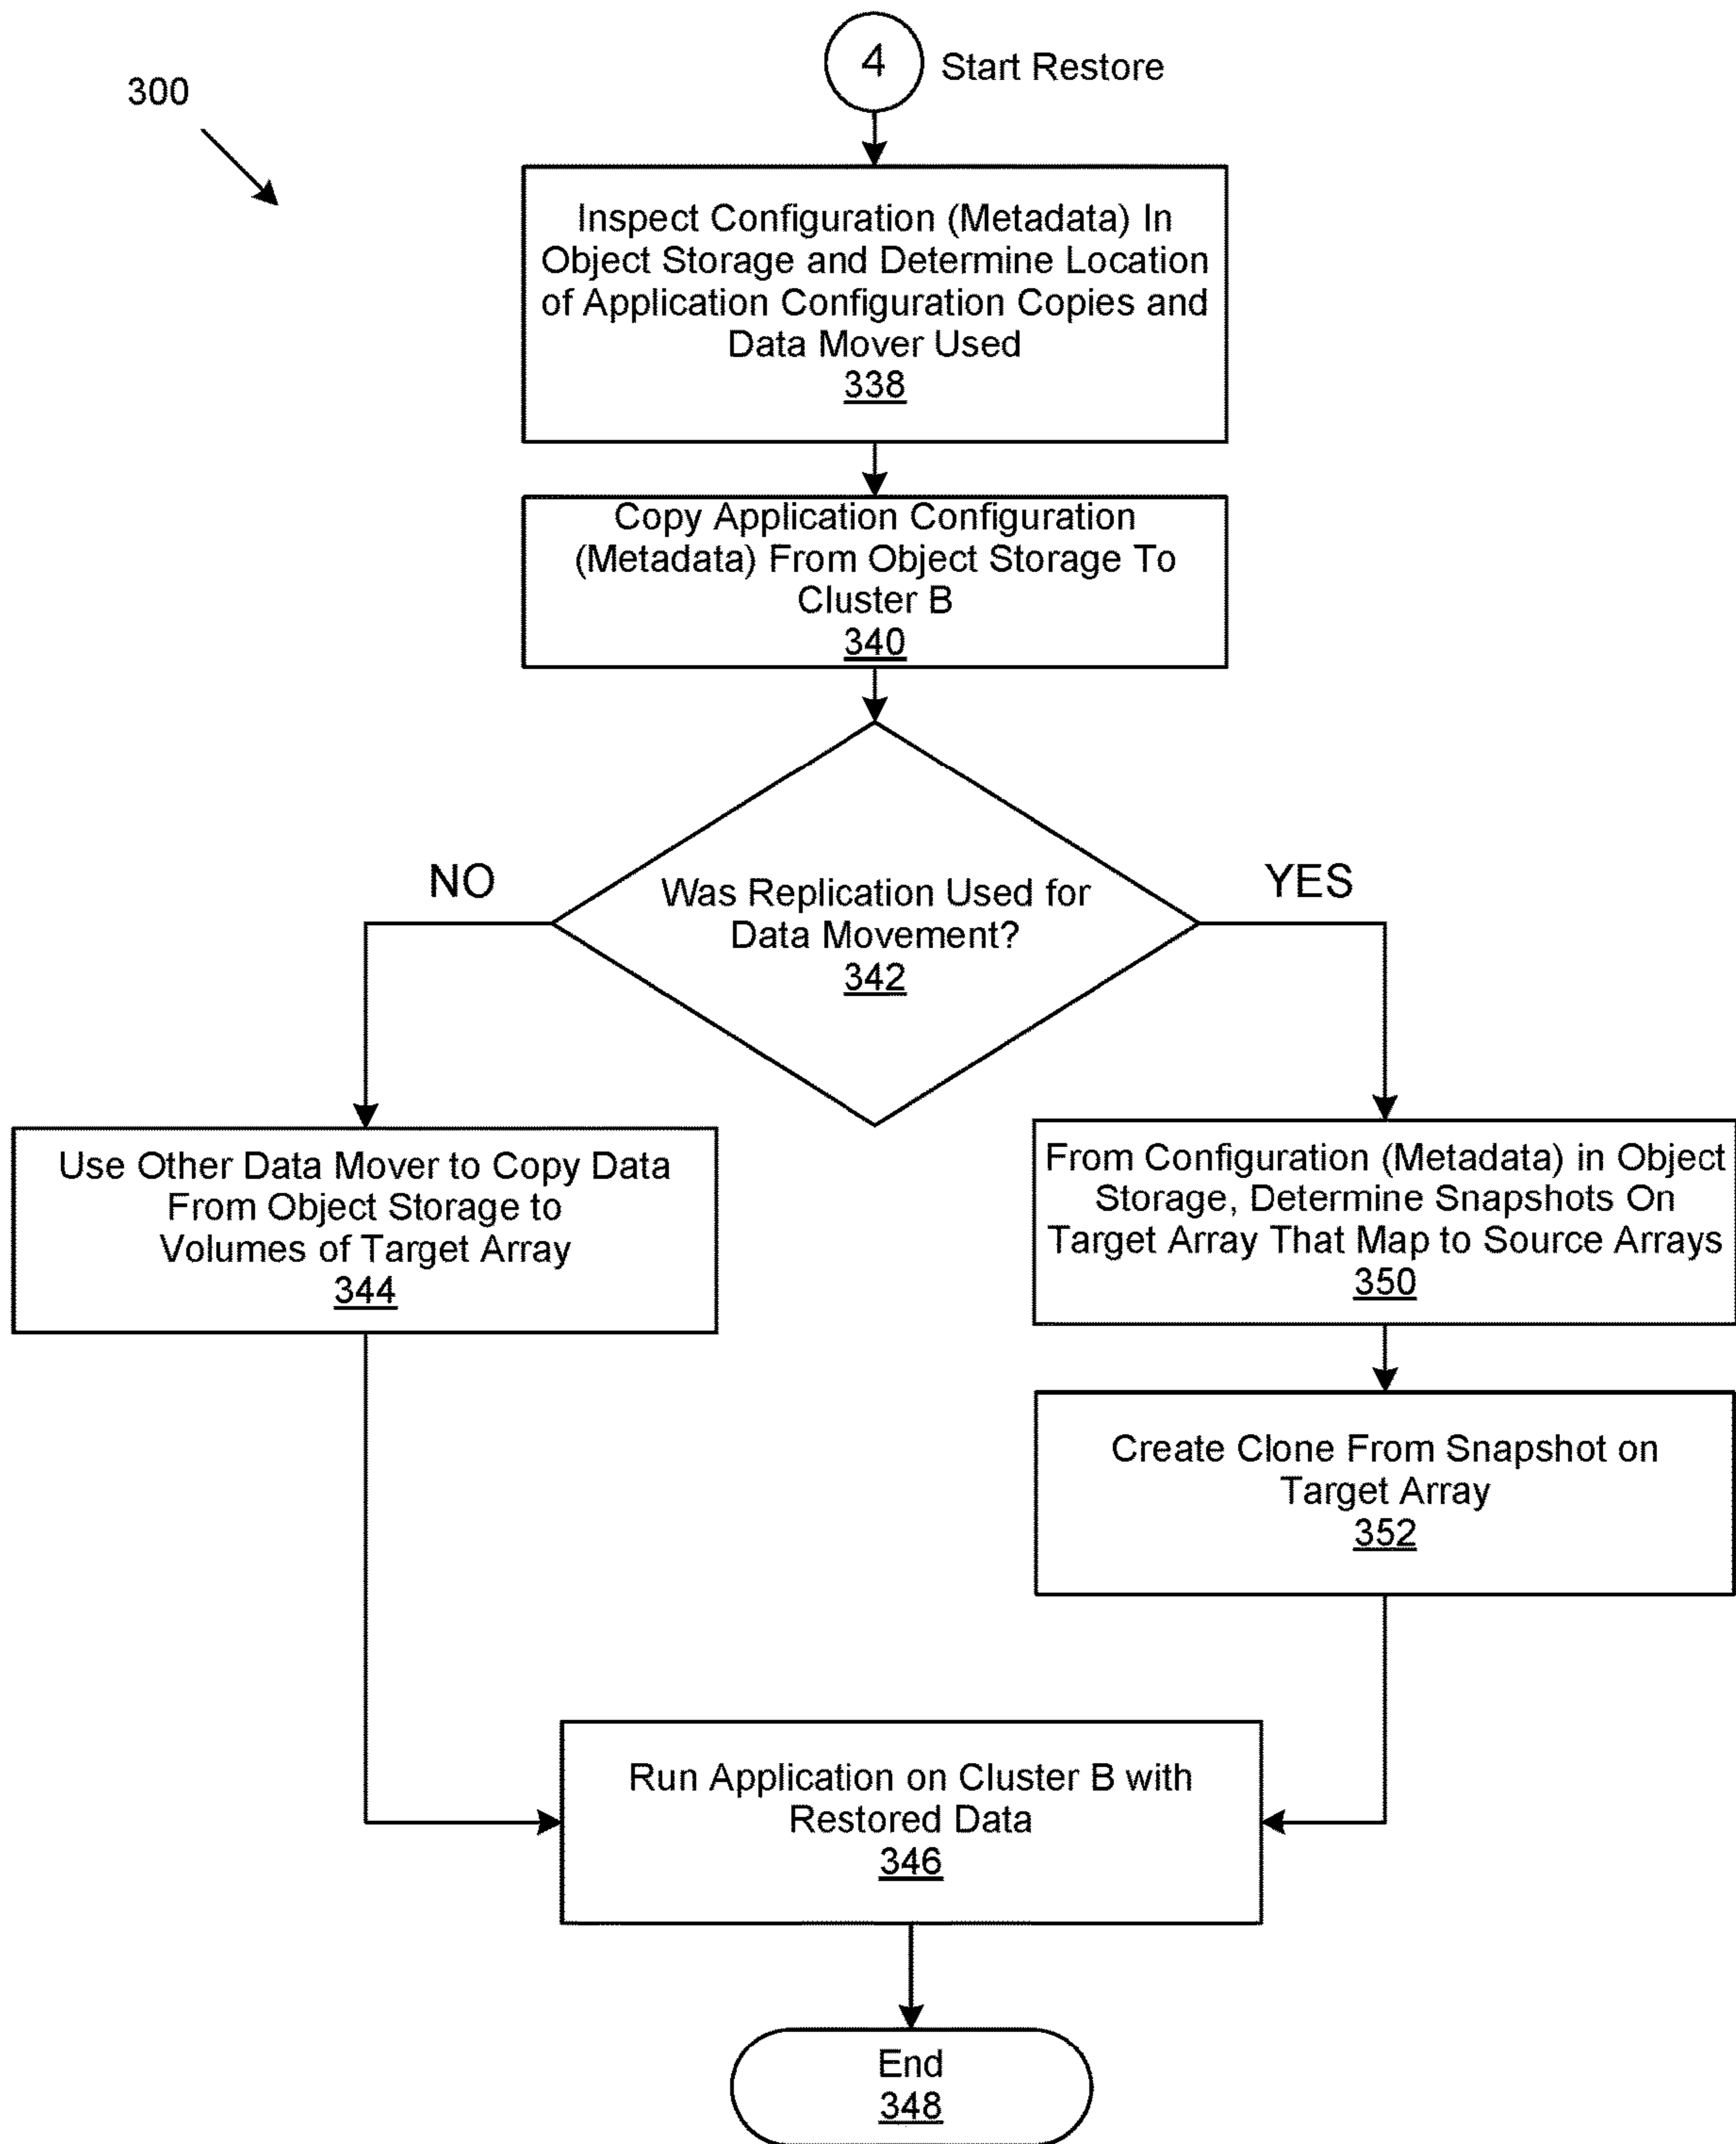 4
Start Restore
300
Inspect Configuration (Metadata) In
Object Storage and Determine Location
of Application Configuration Copies and
Data Mover Used
338
Copy Application Configuration
(Metadada) From Object Storage To
Cluster B
340
NO
YES
Was Replication Used for
Data Movement?
342
Use Other Data Mover to Copy Data
From Object Storage to
Volumes of Target Array
344
From Configuration (Metadata) in Object
Storage, Determine Snapshots On
Target Array That Map to Source Arrays
350
Create Clone From Snapshot on
Target Array
352
Run Application on Cluster B with
Restored Data
346
End
348